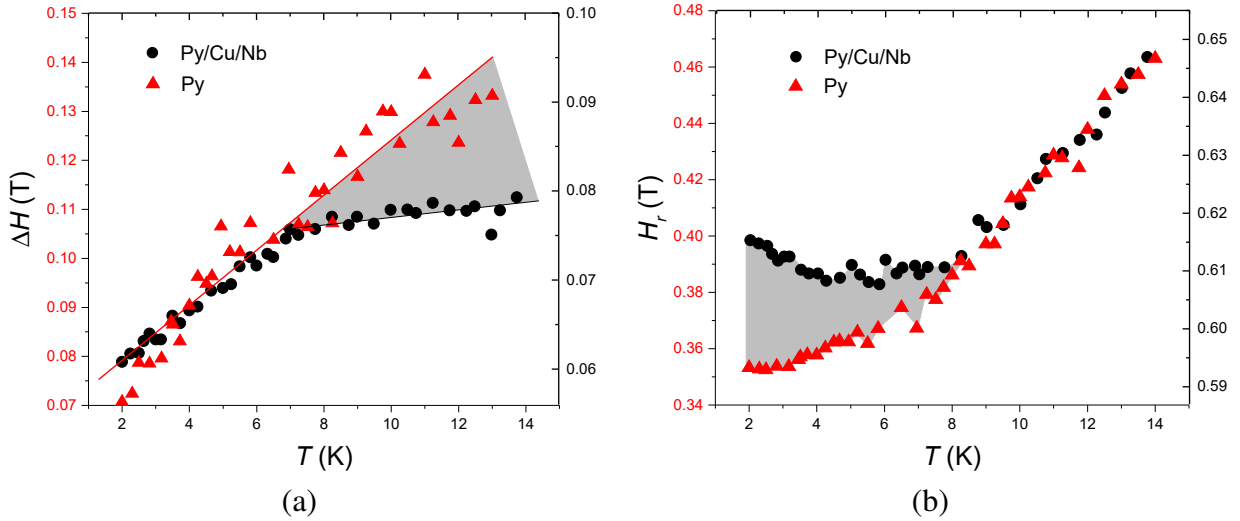 0.15
0.14
0.13
0.12
0.11
0.10
0.09
0.08
0.07
ΔH (T)
Py/Cu/Nb
Py
0.10
0.09
0.08
0.07
0.06
2 4 6 8 10 12 14
T (K)
(a)
0.48
0.46
0.44
0.42
0.40
0.38
0.36
0.34
H_r (T)
Py/Cu/Nb
Py
0.65
0.64
0.63
0.62
0.61
0.60
0.59
2 4 6 8 10 12 14
T (K)
(b)